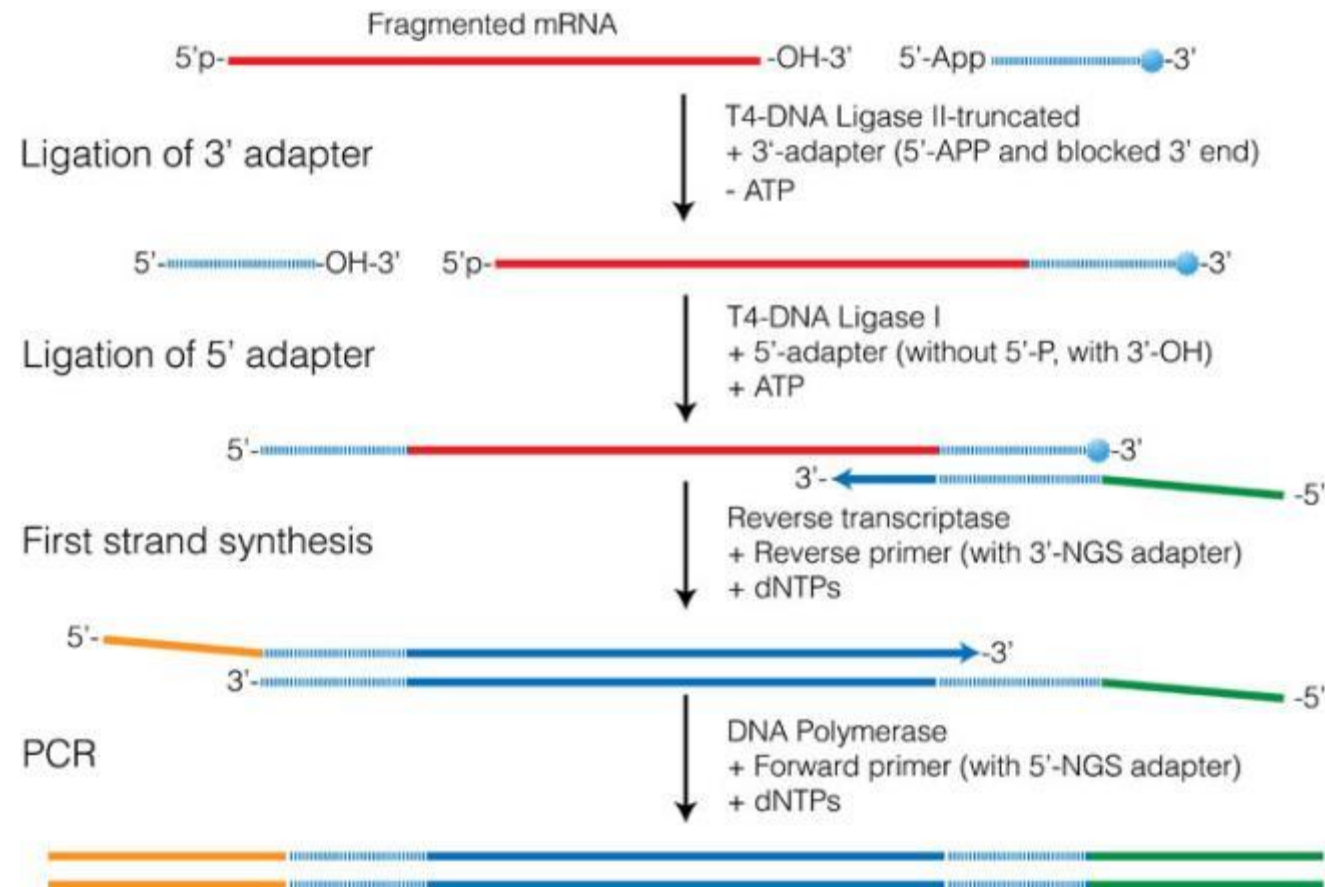 Fragmented mRNA
5'p- -OH-3' 5'-App -3'
Ligation of 3' adapter
T4-DNA Ligase II-truncated
+ 3'-adapter (5'-APP and blocked 3' end)
- ATP
5'- -OH-3' 5'p- -3'
Ligation of 5' adapter
T4-DNA Ligase I
+ 5'-adapter (without 5'-P, with 3'-OH)
+ ATP
5'- -3'
3'- -5'
First strand synthesis
Reverse transcriptase
+ Reverse primer (with 3'-NGS adapter)
+ dNTPs
5'- -3'
3'- -5'
PCR
DNA Polymerase
+ Forward primer (with 5'-NGS adapter)
+ dNTPs